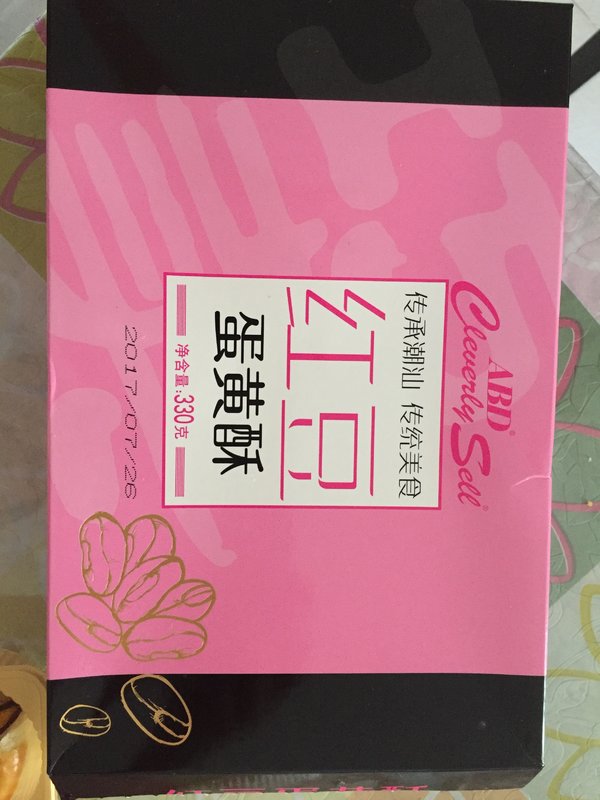 ABD®
Cleverly Sell®
传承潮汕 传统美食
红豆
蛋黄酥
净含量:330克
2017/07/26